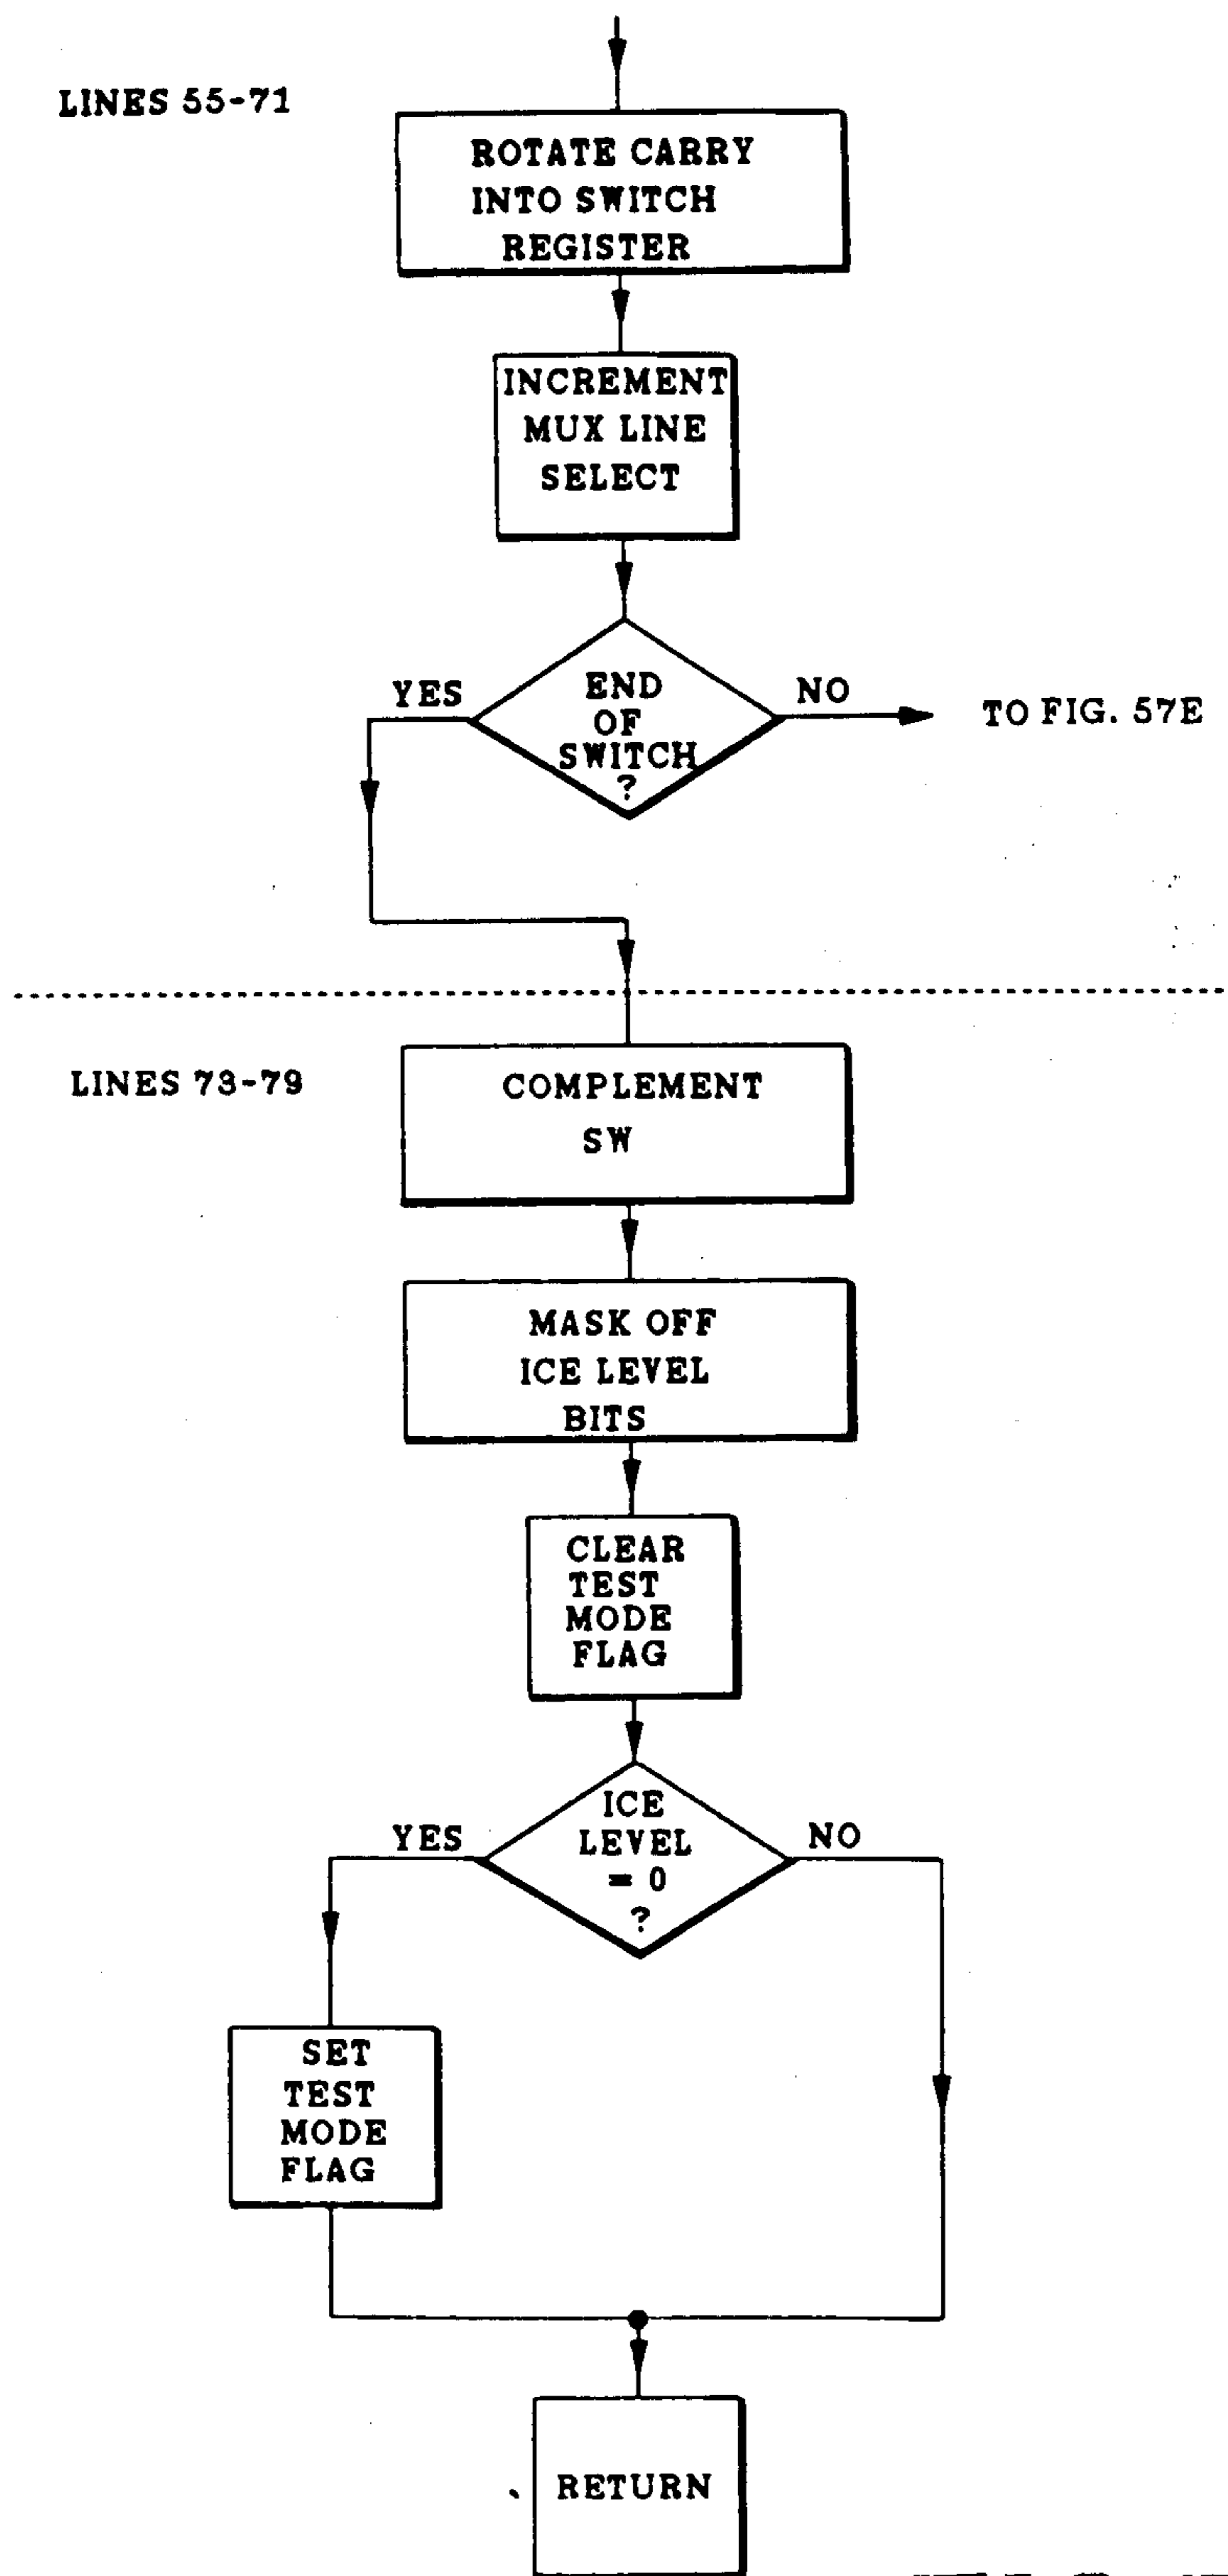 LINES 55-71
ROTATE CARRY
INTO SWITCH
REGISTER
INCREMENT
MUX LINE
SELECT
YES
END
OF
SWITCH
?
NO
TO FIG. 57E
LINES 73-79
COMPLEMENT
SW
MASK OFF
ICE LEVEL
BITS
CLEAR
TEST
MODE
FLAG
YES
ICE
LEVEL
= 0
?
NO
SET
TEST
MODE
FLAG
RETURN